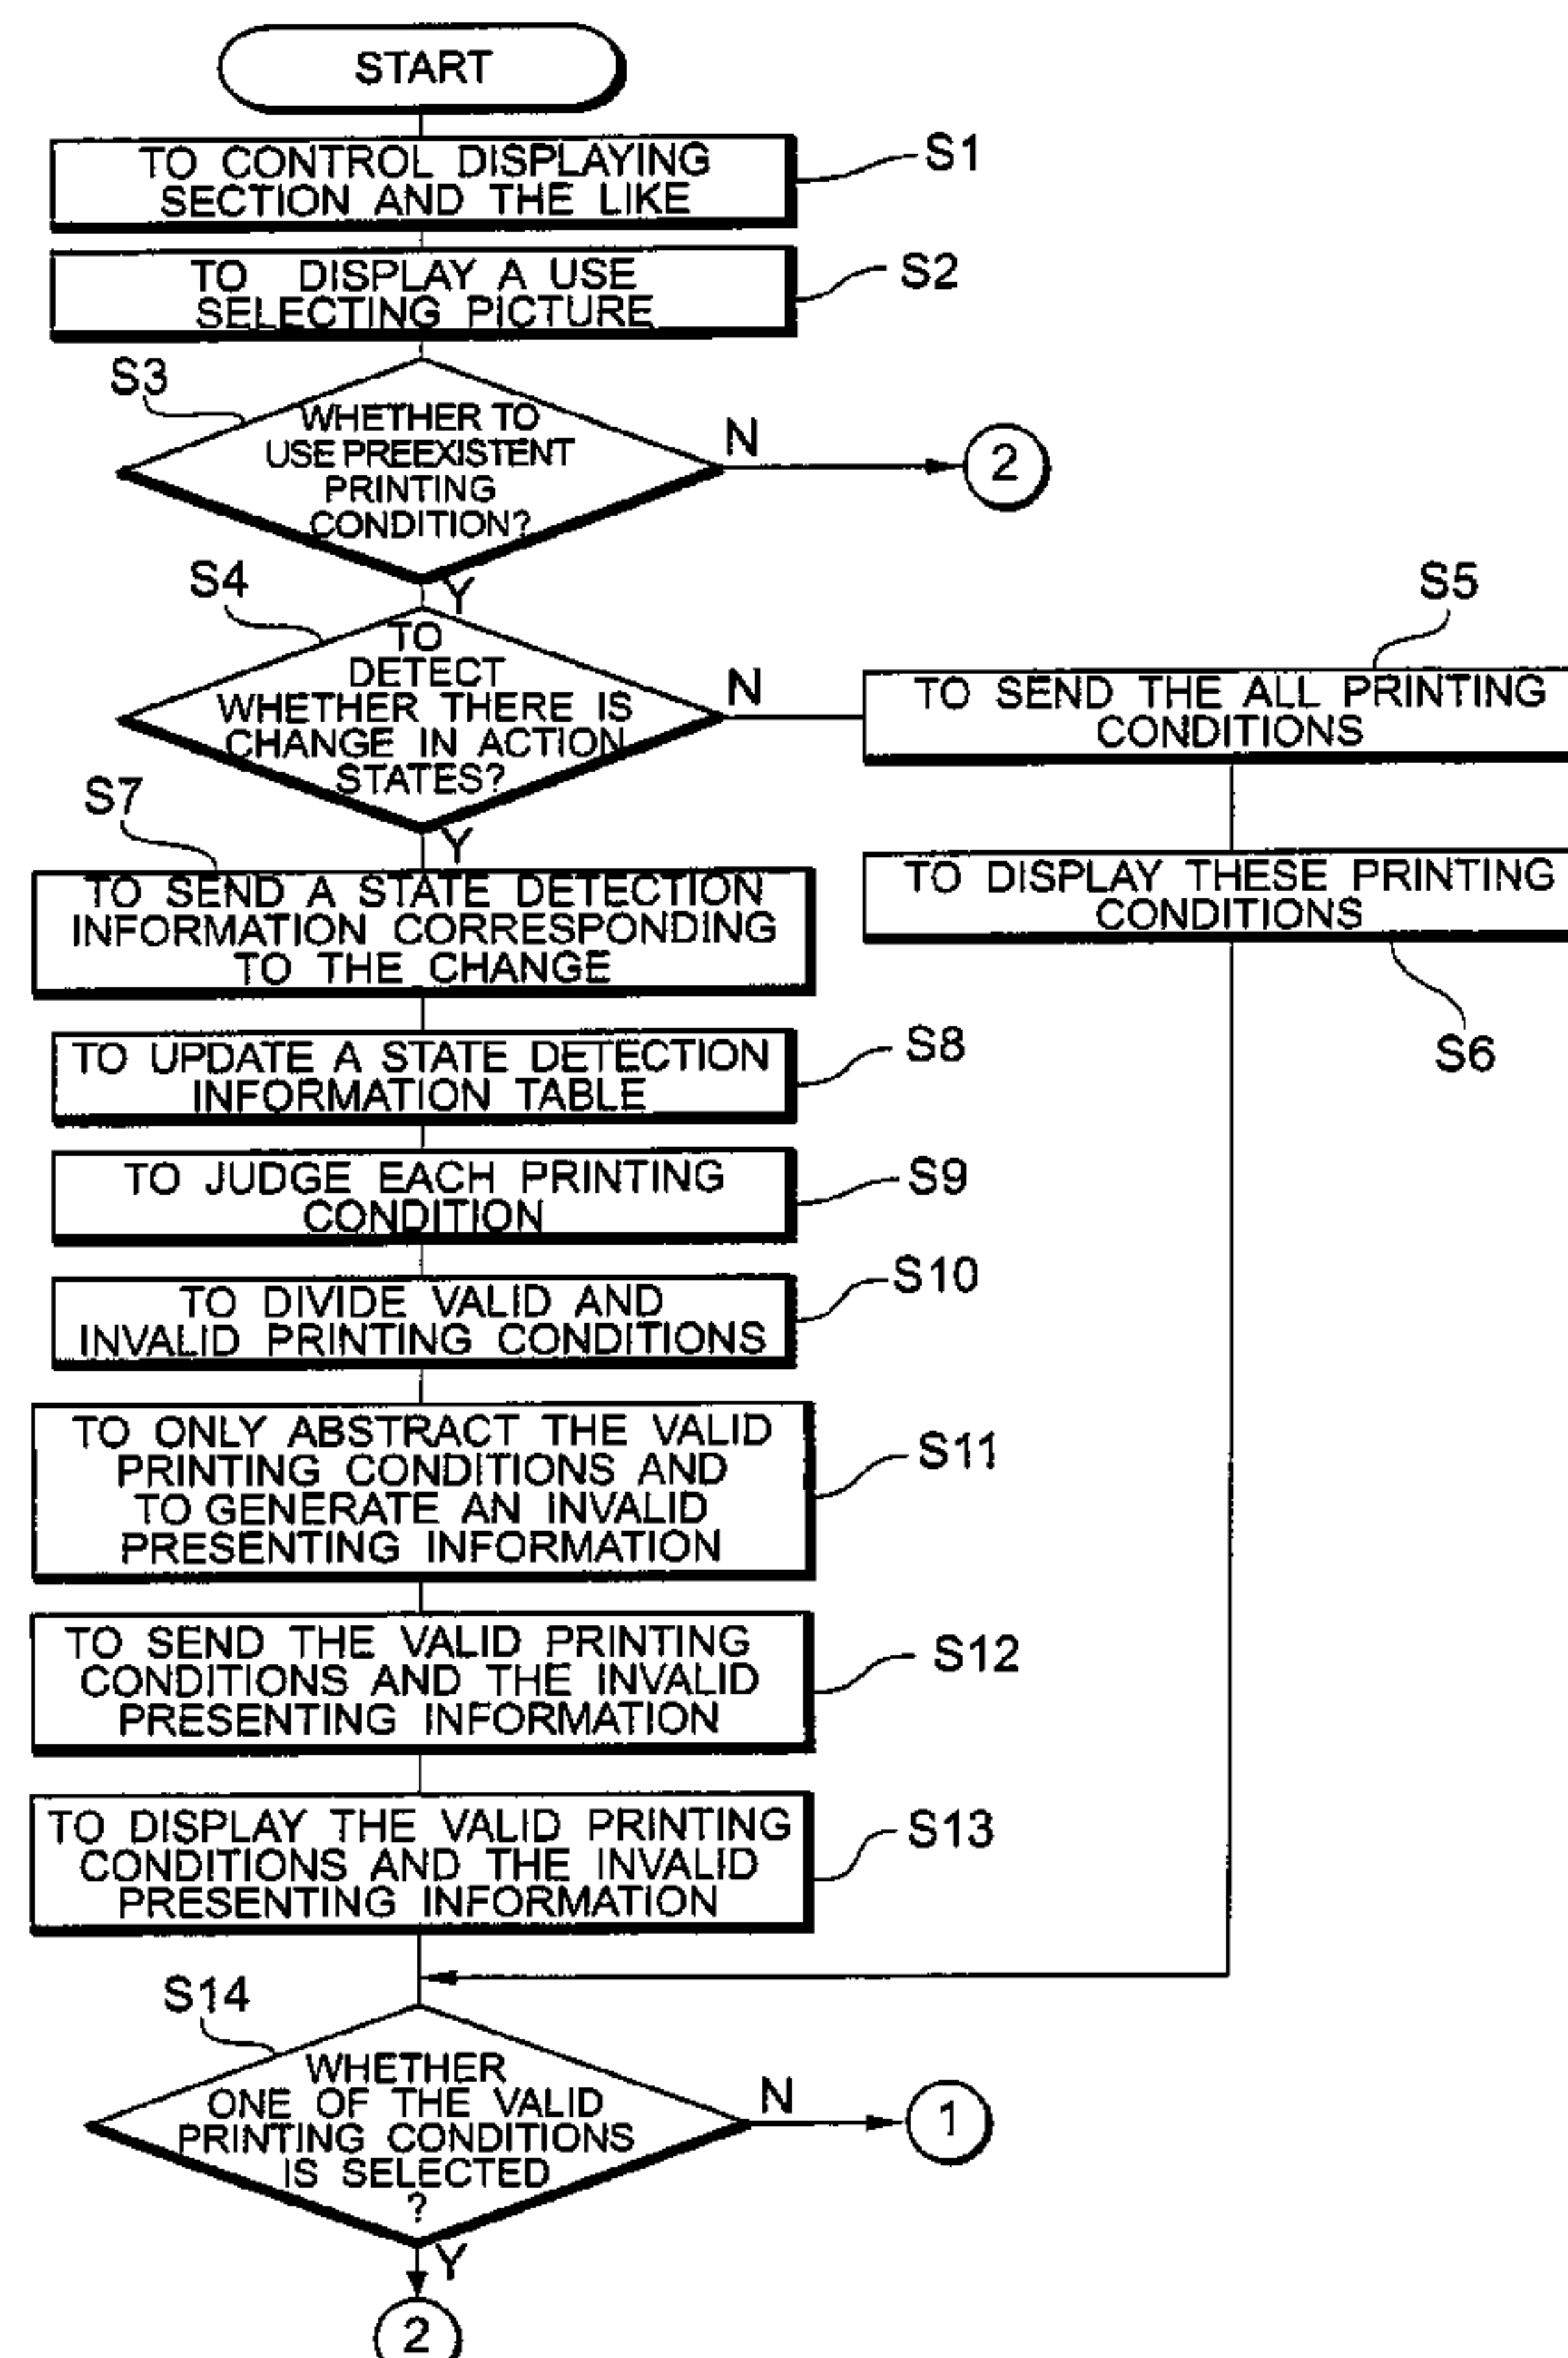 START
TO CONTROL DISPLAYING
SECTION AND THE LIKE
S1
TO DISPLAY A USE
SELECTING PICTURE
S2
S3
WHETHER TO
USE PREEXISTENT
PRINTING
CONDITION?
N
2
Y
S4
TO
DETECT
WHETHER THERE IS
CHANGE IN ACTION
STATES?
N
S5
TO SEND THE ALL PRINTING
CONDITIONS
Y
S7
TO SEND A STATE DETECTION
INFORMATION CORRESPONDING
TO THE CHANGE
TO DISPLAY THESE PRINTING
CONDITIONS
S6
TO UPDATE A STATE DETECTION
INFORMATION TABLE
S8
TO JUDGE EACH PRINTING
CONDITION
S9
TO DIVIDE VALID AND
INVALID PRINTING CONDITIONS
S10
TO ONLY ABSTRACT THE VALID
PRINTING CONDITIONS AND
TO GENERATE AN INVALID
PRESENTING INFORMATION
S11
TO SEND THE VALID PRINTING
CONDITIONS AND THE INVALID
PRESENTING INFORMATION
S12
TO DISPLAY THE VALID PRINTING
CONDITIONS AND THE INVALID
PRESENTING INFORMATION
S13
S14
WHETHER
ONE OF THE VALID
PRINTING CONDITIONS
IS SELECTED
?
N
1
Y
2